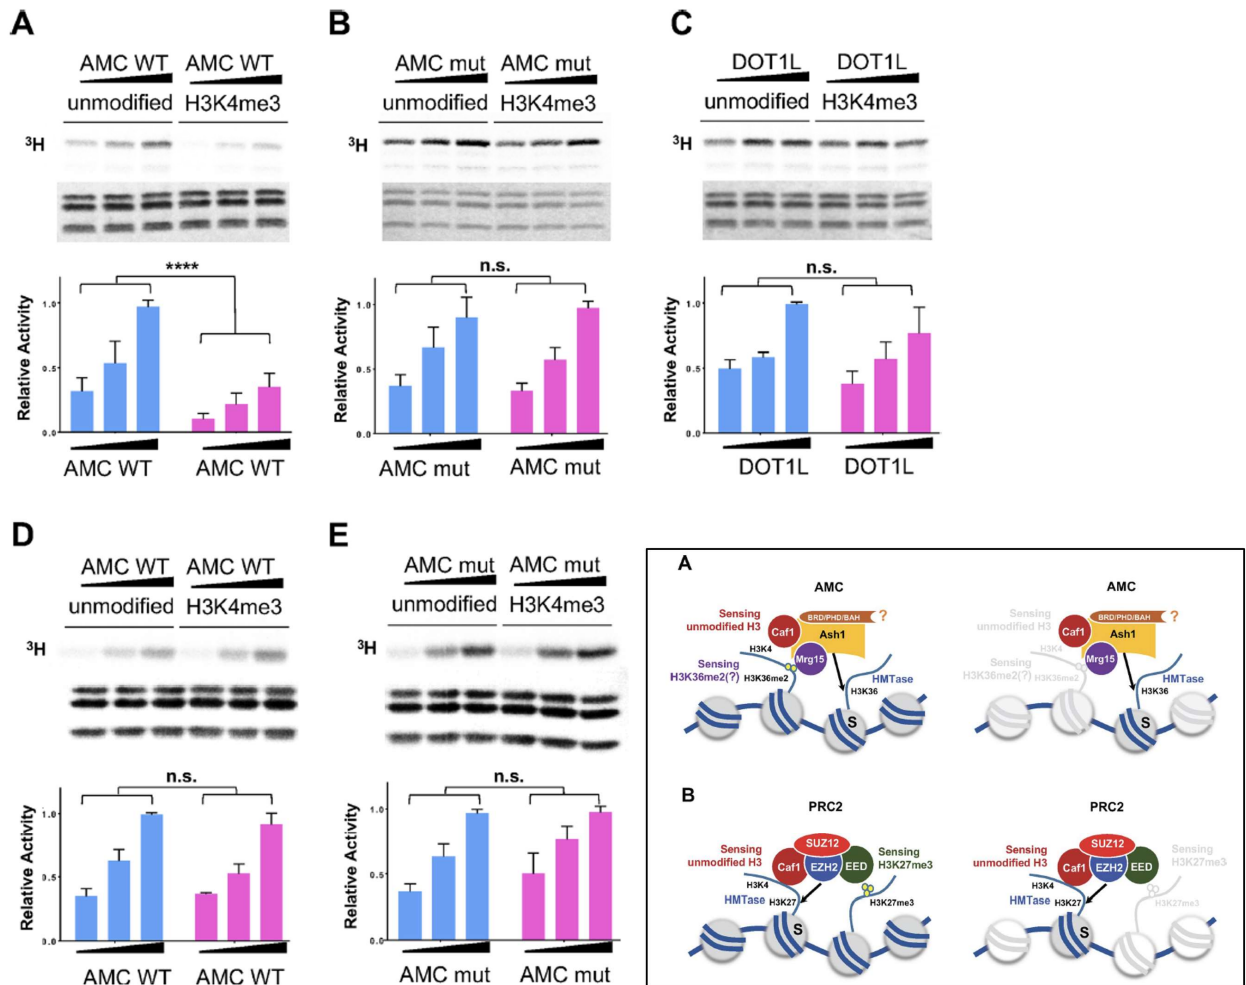 A
AMC WT AMC WT
unmodified H3K4me3
³H
****
Relative Activity
1.0
0.5
0.0
AMC WT AMC WT
B
AMC mut AMC mut
unmodified H3K4me3
³H
n.s.
Relative Activity
1.0
0.5
0.0
AMC mut AMC mut
C
DOT1L DOT1L
unmodified H3K4me3
³H
n.s.
Relative Activity
1.0
0.5
0.0
DOT1L DOT1L
D
AMC WT AMC WT
unmodified H3K4me3
³H
n.s.
Relative Activity
1.0
0.5
0.0
AMC WT AMC WT
E
AMC mut AMC mut
unmodified H3K4me3
³H
n.s.
Relative Activity
1.0
0.5
0.0
AMC mut AMC mut
A
AMC
Sensing
unmodified H3
Caf1
BRD/PHD/BAH ?
Ash1
H3K4
Mrg15
Sensing
H3K36me2(?)
H3K36me2
HMTase
H3K36
S
AMC
Sensing
unmodified H3
Caf1
BRD/PHD/BAH ?
Ash1
H3K4
Mrg15
Sensing
H3K36me2(?)
H3K36me2
HMTase
H3K36
S
B
PRC2
Sensing
unmodified H3
SUZ12
Caf1 EZH2 EED
Sensing
H3K27me3
H3K4
HMTase
H3K27
H3K27me3
S
PRC2
Sensing
unmodified H3
SUZ12
Caf1 EZH2 EED
Sensing
H3K27me3
H3K4
HMTase
H3K27
H3K27me3
S